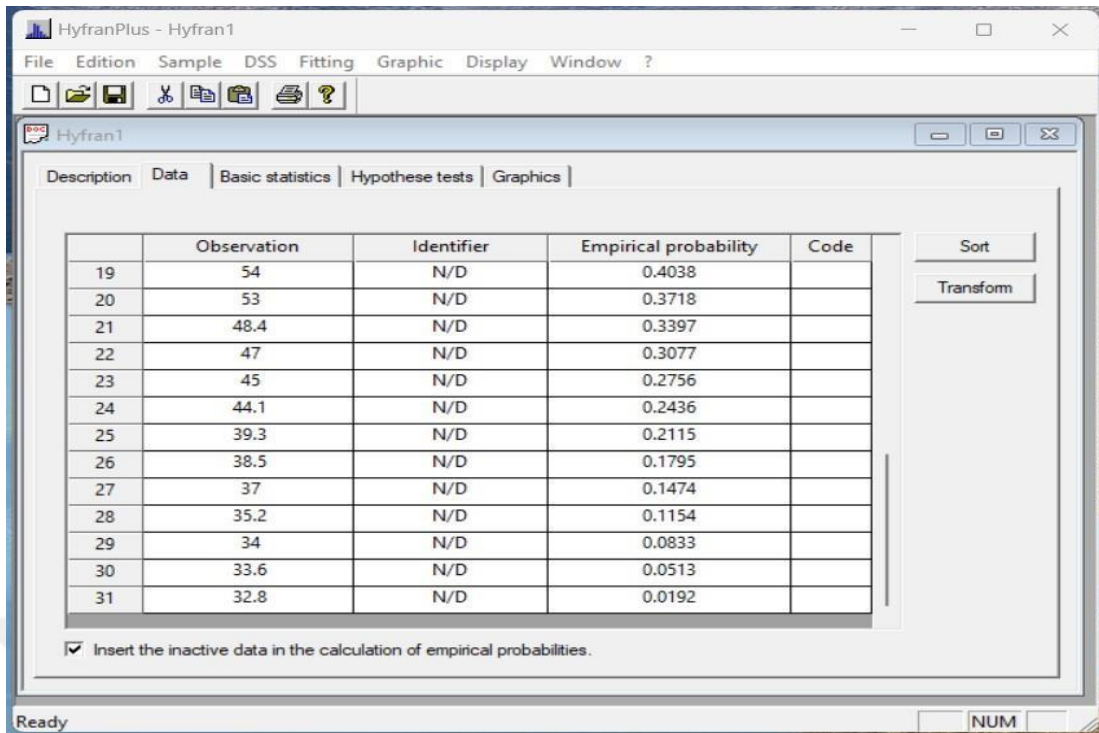 HyfranPlus - Hyfran1
File Edition Sample DSS Fitting Graphic Display Window ?
Hyfran1
Description Data Basic statistics Hypothese tests Graphics
Observation Identifier Empirical probability Code
Sort
Transform
19 54 N/D 0.4038
20 53 N/D 0.3718
21 48.4 N/D 0.3397
22 47 N/D 0.3077
23 45 N/D 0.2756
24 44.1 N/D 0.2436
25 39.3 N/D 0.2115
26 38.5 N/D 0.1795
27 37 N/D 0.1474
28 35.2 N/D 0.1154
29 34 N/D 0.0833
30 33.6 N/D 0.0513
31 32.8 N/D 0.0192
Insert the inactive data in the calculation of empirical probabilities.
Ready NUM